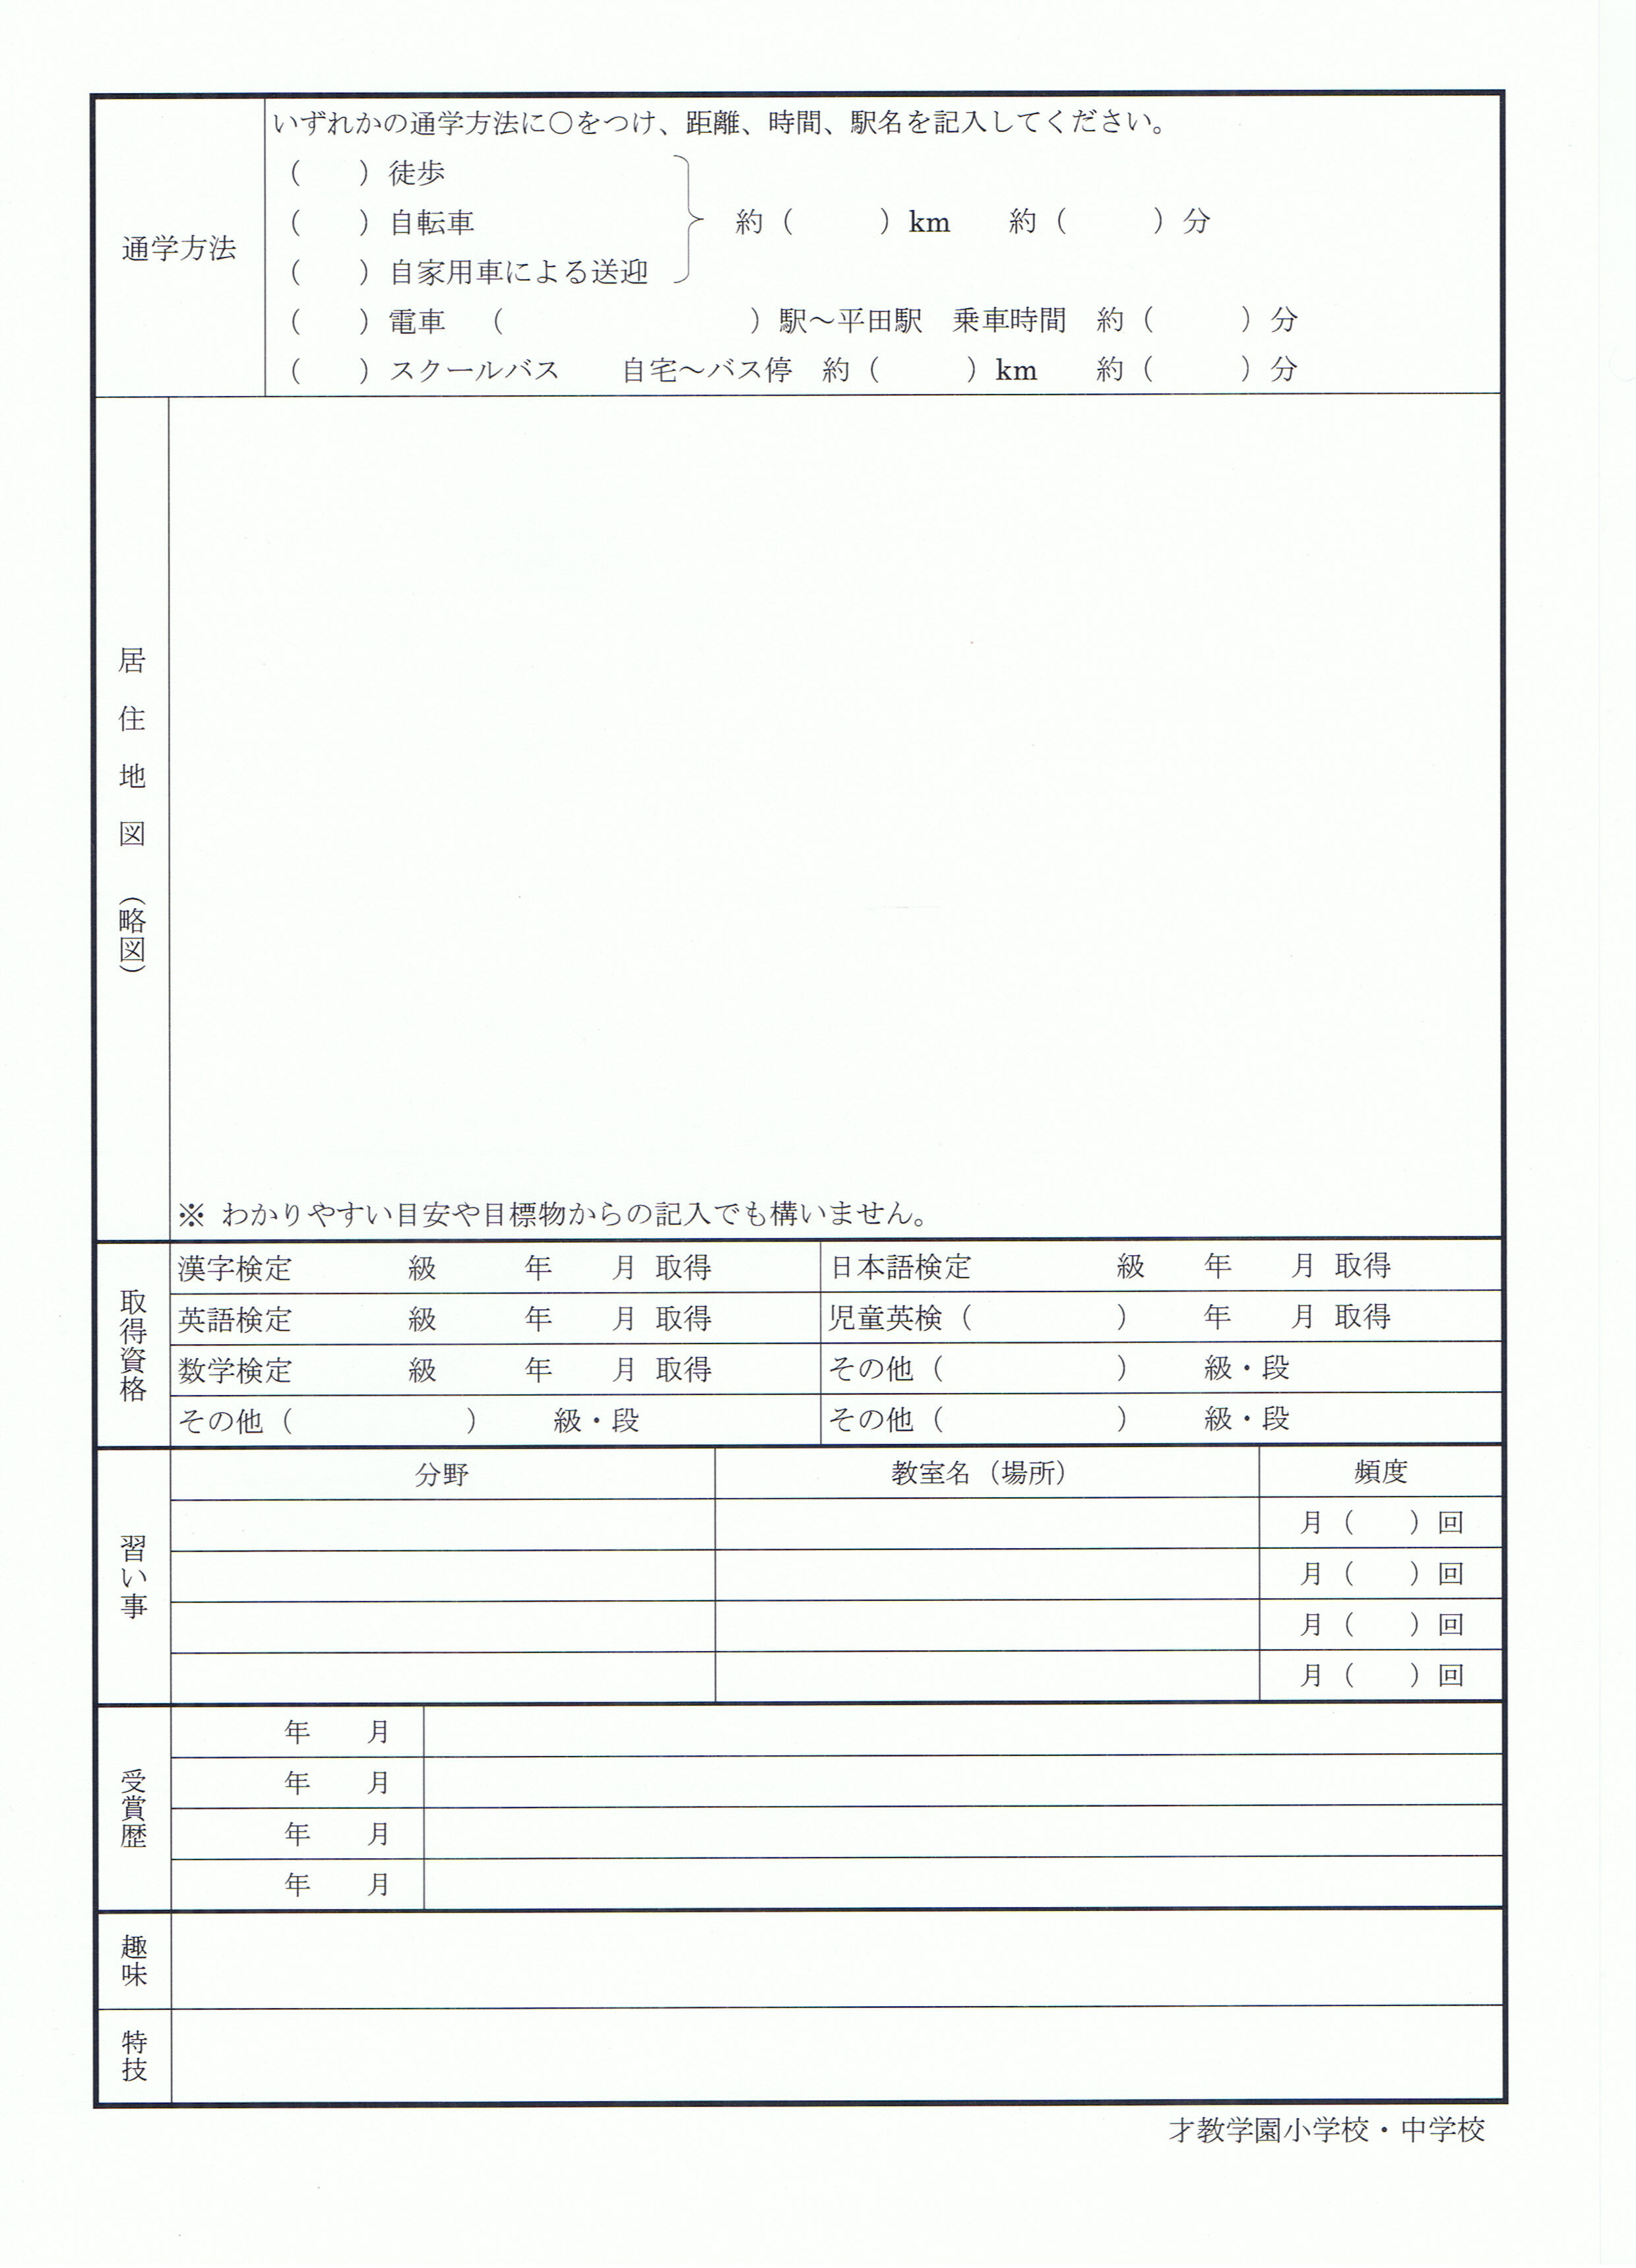 通学方法
いずれかの通学方法に○をつけ、距離、時間、駅名を記入してください。
（　　）徒歩
（　　）自転車　　約（　　　）km　　約（　　　）分
（　　）自家用車による送迎
（　　）電車　（　　　　　　　　）駅～平田駅　乗車時間　約（　　　）分
（　　）スクールバス　　自宅～バス停　約（　　　）km　　約（　　　）分
居住地図（略図）
※ わかりやすい目安や目標物からの記入でも構いません。
取得資格
漢字検定　　　　級　　　年　　月 取得　　日本語検定　　　　　級　　年　　月 取得
英語検定　　　　級　　　年　　月 取得　　児童英検（　　　　　）　　年　　月 取得
数学検定　　　　級　　　年　　月 取得　　その他（　　　　　　）　　級・段
その他（　　　　　　）　　級・段　　その他（　　　　　　）　　級・段
習い事
分野　　教室名（場所）　　頻度
月（　　）回
月（　　）回
月（　　）回
月（　　）回
受賞歴
年　　月
年　　月
年　　月
年　　月
趣味
特技
才教学園小学校・中学校